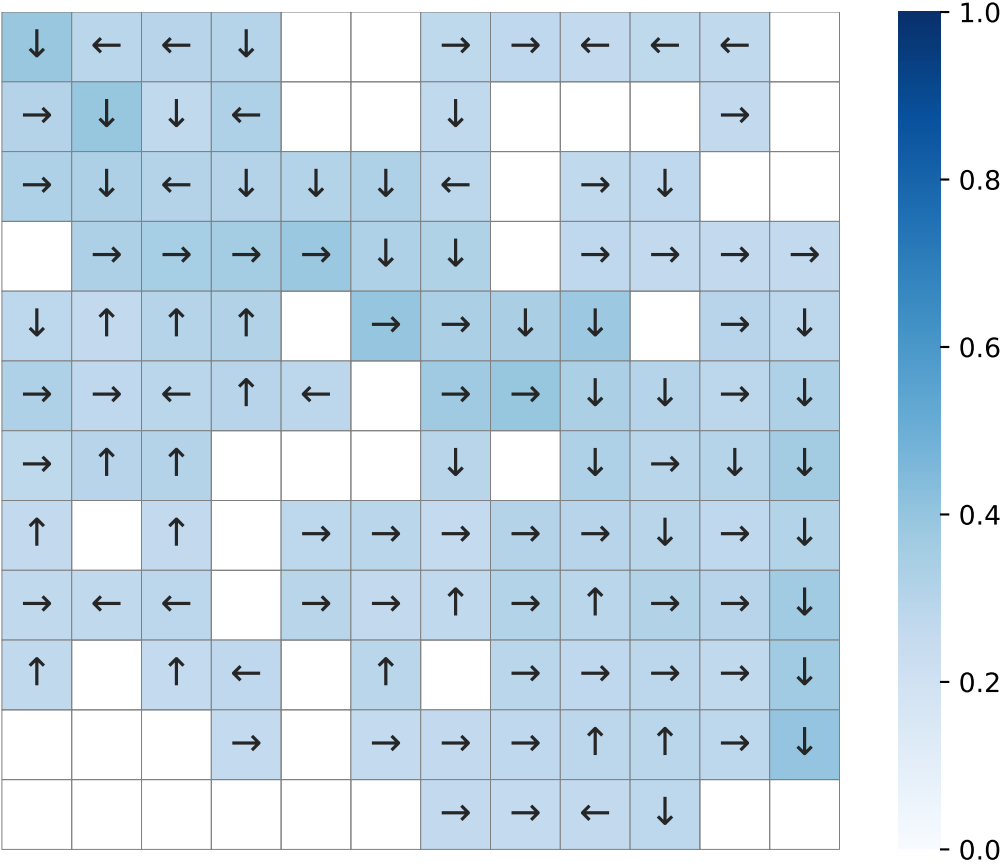 ↓ ← ← ↓ → → ← ← ←
→ ↓ ↓ ← ↓ →
→ ↓ ← ↓ ↓ ↓ ← → ↓
→ → → → ↓ ↓ → → → →
↓ ↑ ↑ ↑ → → ↓ ↓ → ↓
→ → ← ↑ ← → → ↓ ↓ → ↓
→ ↑ ↑ ↓ ↓ → ↓ ↓
↑ ↑ → → → → → ↓ → ↓
→ ← ← → → ↑ → ↑ → → ↓
↑ ↑ ← ↑ → → → → ↓
→ → → → ↑ ↑ → ↓
→ → ← ↓
1.0
0.8
0.6
0.4
0.2
0.0